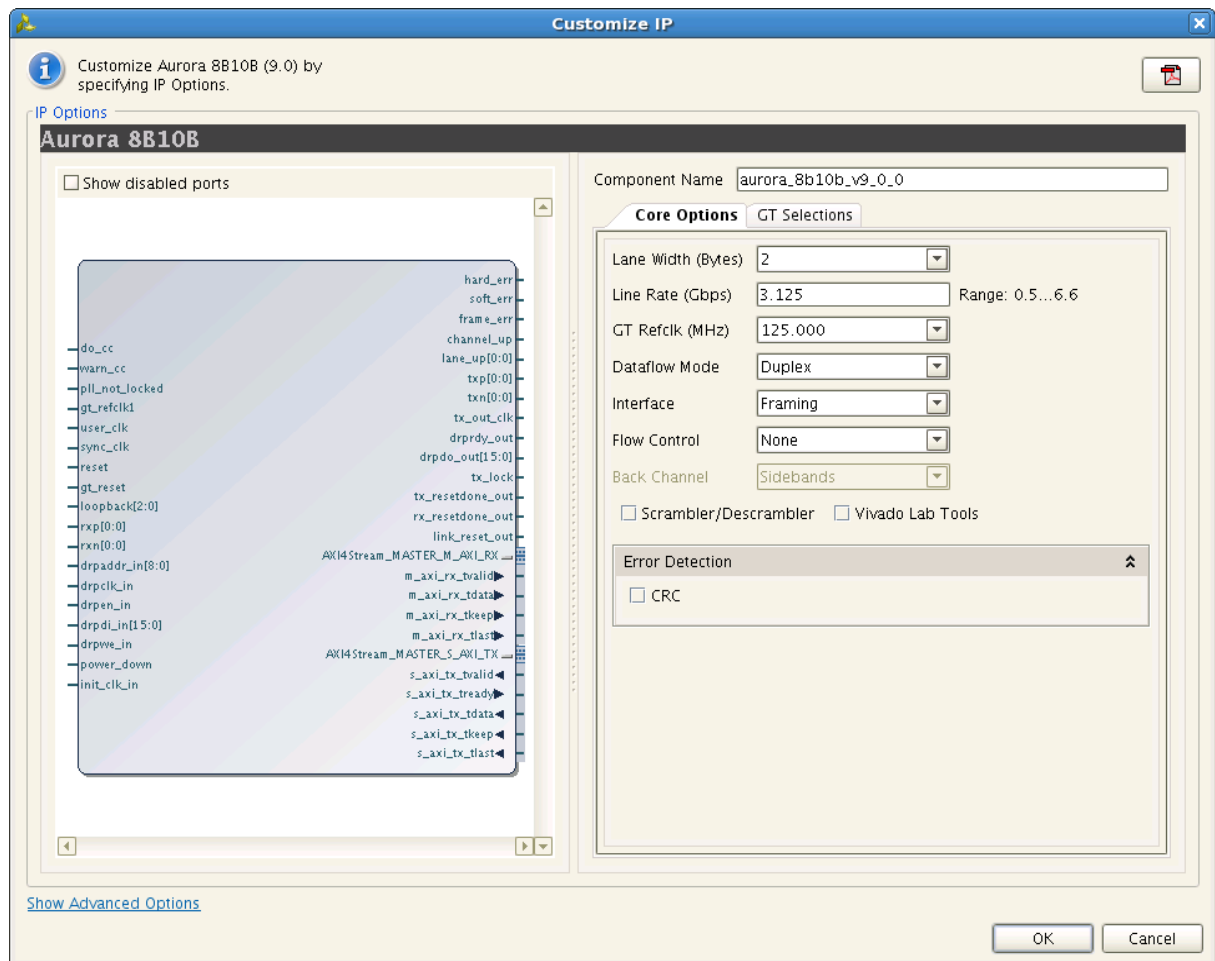 Customize IP
Customize Aurora 8B10B (9.0) by
specifying IP Options.
IP Options
Aurora 8B10B
Show disabled ports
do_cc
warn_cc
pll_not_locked
gt_refclk1
user_clk
sync_clk
reset
gt_reset
loopback[2:0]
rxp[0:0]
rxn[0:0]
drpaddr_in[8:0]
drpclk_in
drpen_in
drpdi_in[15:0]
drpwe_in
power_down
init_clk_in
hard_err
soft_err
frame_err
channel_up
lane_up[0:0]
txp[0:0]
txn[0:0]
tx_out_clk
drprdy_out
drpdo_out[15:0]
tx_lock
tx_resetdone_out
rx_resetdone_out
link_reset_out
AXI4Stream_MASTER_M_AXI_RX
m_axi_rx_tvalid
m_axi_rx_tdata
m_axi_rx_tkeep
m_axi_rx_tlast
AXI4Stream_MASTER_S_AXI_TX
s_axi_tx_tvalid
s_axi_tx_tready
s_axi_tx_tdata
s_axi_tx_tkeep
s_axi_tx_tlast
Component Name aurora_8b10b_v9_0_0
Core Options GT Selections
Lane Width (Bytes) 2
Line Rate (Gbps) 3.125 Range: 0.5...6.6
GT Refclk (MHz) 125.000
Dataflow Mode Duplex
Interface Framing
Flow Control None
Back Channel Sidebands
Scrambler/Descrambler Vivado Lab Tools
Error Detection
CRC
Show Advanced Options
OK Cancel